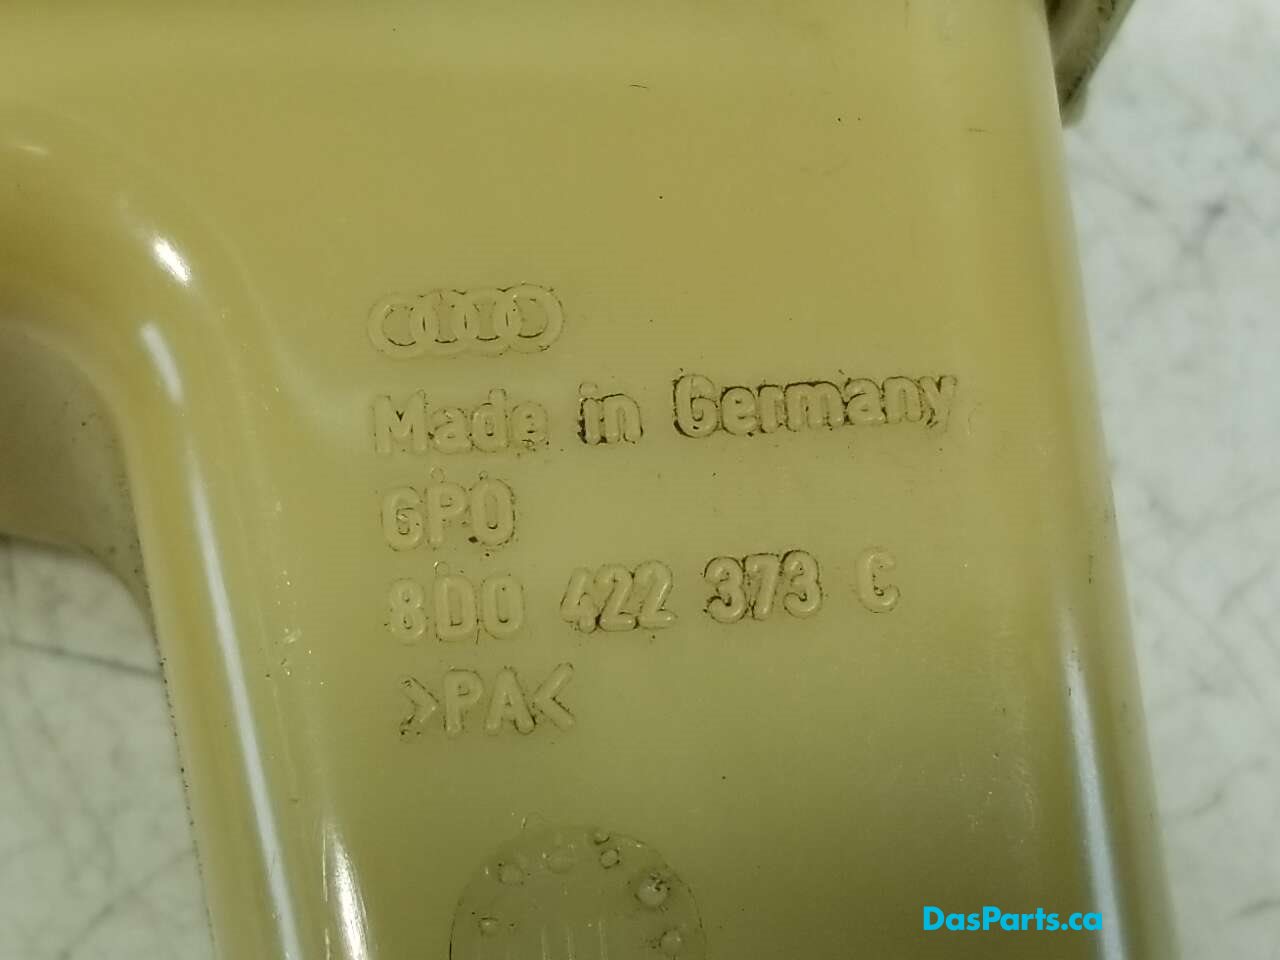 Made in Germany
GPO
8D0 422 373 C
>PA<
DasParts.ca